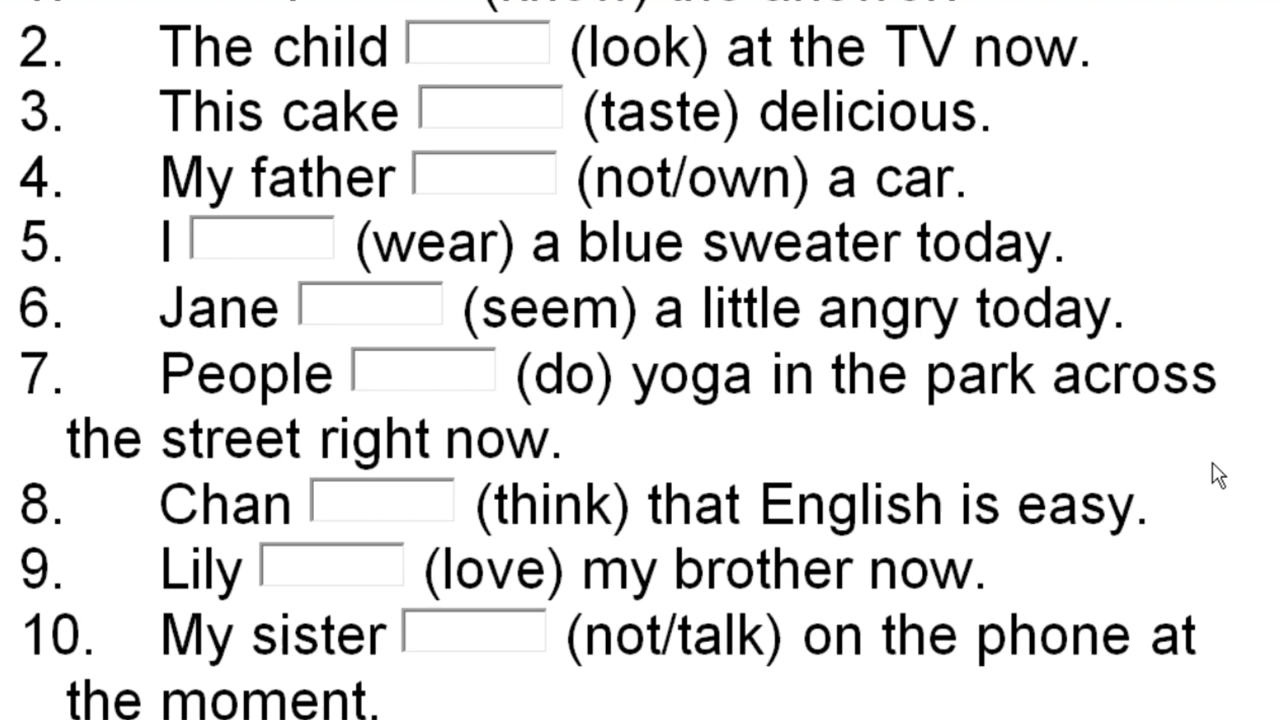 (know) the answer.
2. The child (look) at the TV now.
3. This cake (taste) delicious.
4. My father (not/own) a car.
5. I (wear) a blue sweater today.
6. Jane (seem) a little angry today.
7. People (do) yoga in the park across
the street right now.
8. Chan (think) that English is easy.
9. Lily (love) my brother now.
10. My sister (not/talk) on the phone at
the moment.